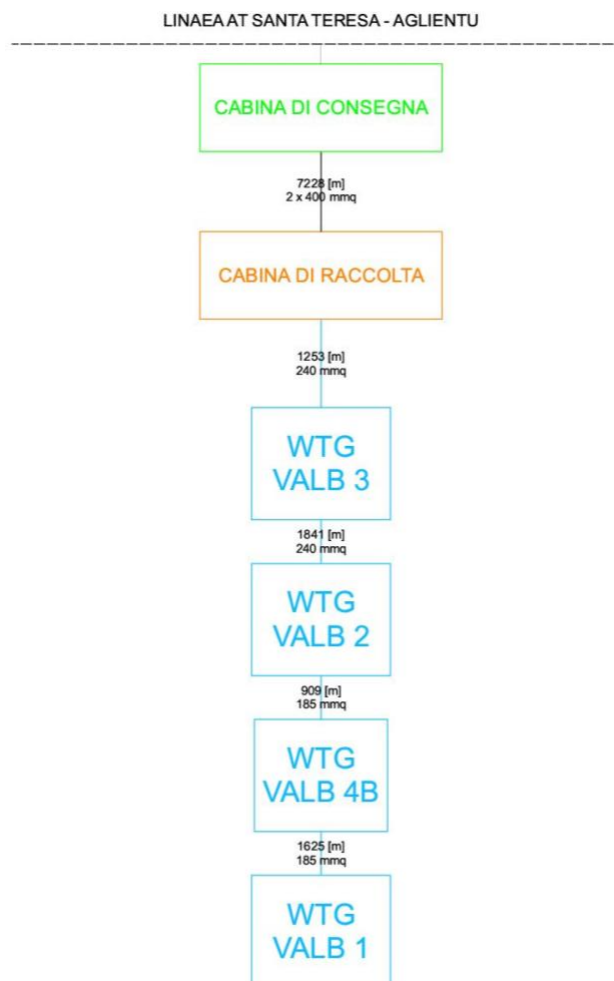 LINAEA AT SANTA TERESA - AGLIENTU
CABINA DI CONSEGNA
7228 [m]
2 x 400 mmq
CABINA DI RACCOLTA
1253 [m]
240 mmq
WTG
VALB 3
1841 [m]
240 mmq
WTG
VALB 2
909 [m]
185 mmq
WTG
VALB 4B
1625 [m]
185 mmq
WTG
VALB 1